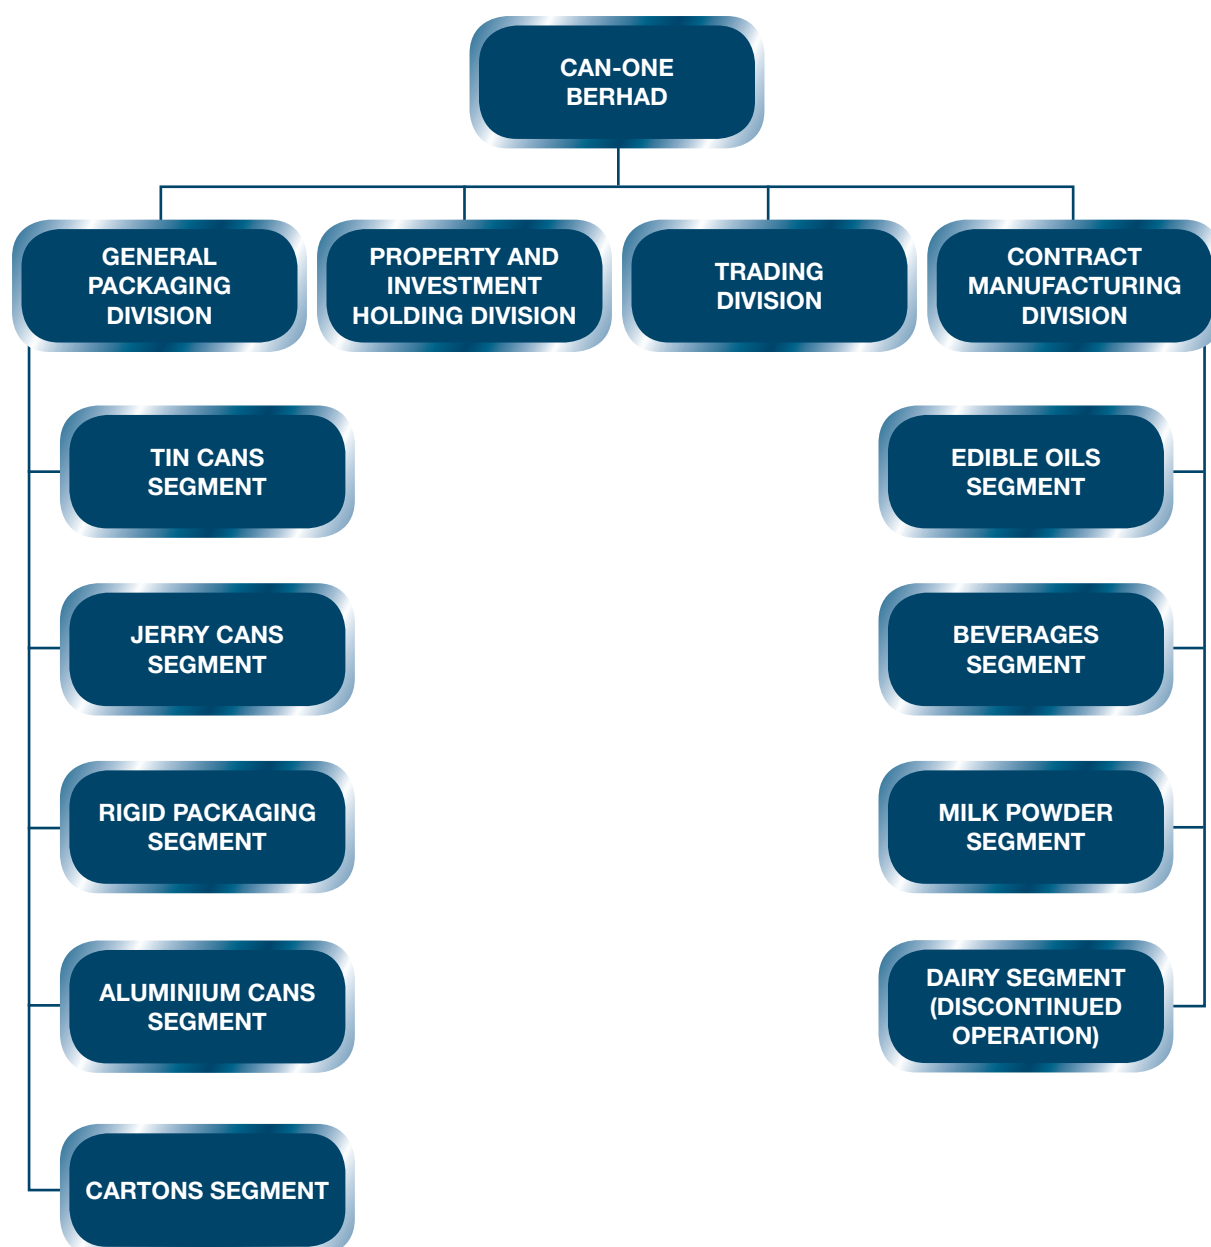 CAN-ONE
BERHAD
GENERAL
PACKAGING
DIVISION
PROPERTY AND
INVESTMENT
HOLDING DIVISION
TRADING
DIVISION
CONTRACT
MANUFACTURING
DIVISION
TIN CANS
SEGMENT
JERRY CANS
SEGMENT
RIGID PACKAGING
SEGMENT
ALUMINIUM CANS
SEGMENT
CARTONS SEGMENT
EDIBLE OILS
SEGMENT
BEVERAGES
SEGMENT
MILK POWDER
SEGMENT
DAIRY SEGMENT
(DISCONTINUED
OPERATION)